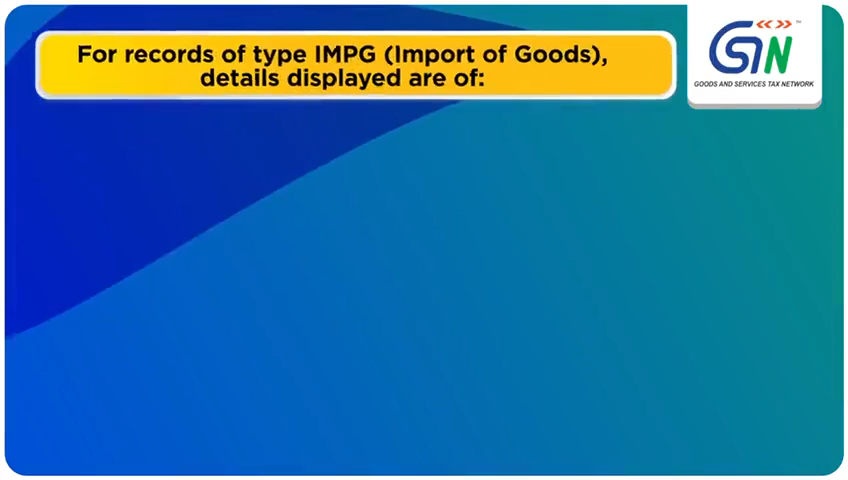 For records of type IMPG (Import of Goods),
details displayed are of:
GSTN
GOODS AND SERVICES TAX NETWORK